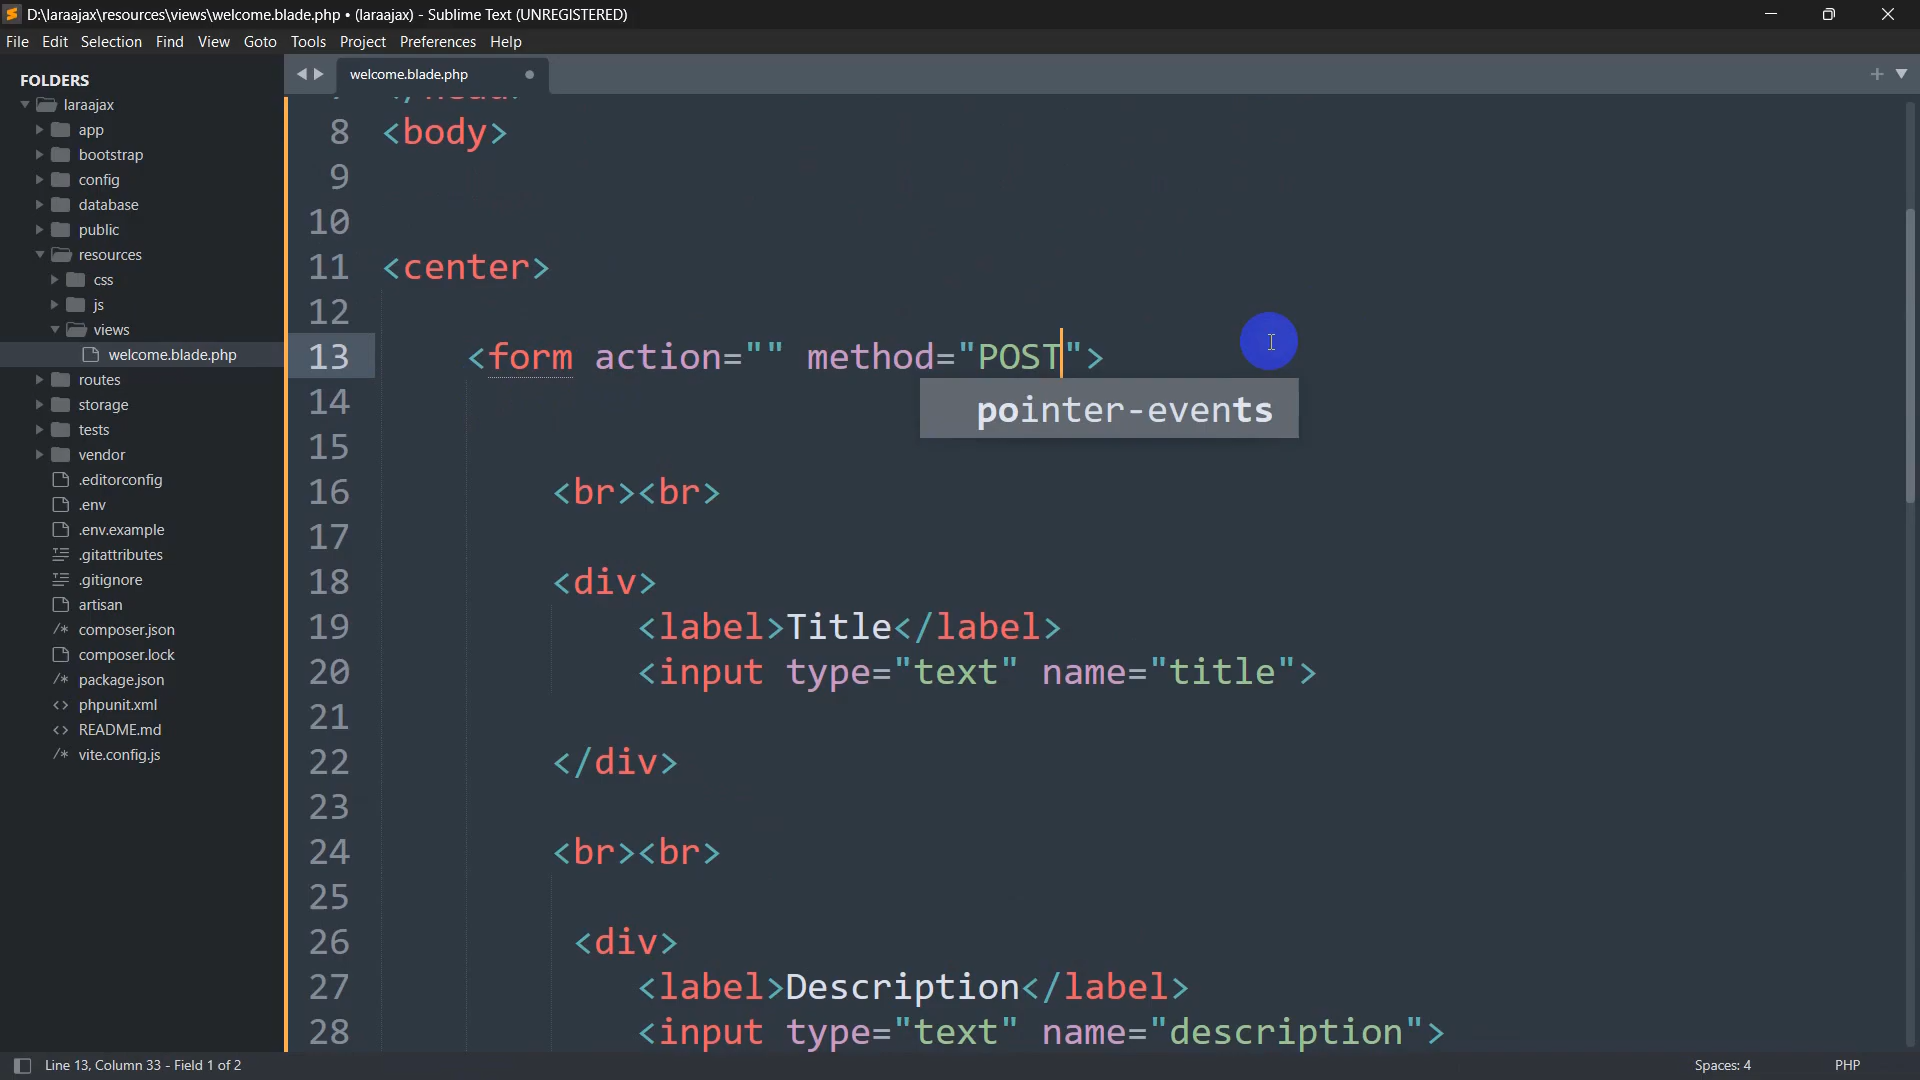 D:\laraajax\resources\views\welcome.blade.php • (laraajax) - Sublime Text (UNREGISTERED)
File Edit Selection Find View Goto Tools Project Preferences Help
FOLDERS
laraajax
app
bootstrap
config
database
public
resources
css
js
views
welcome.blade.php
routes
storage
tests
vendor
.editorconfig
.env
.env.example
.gitattributes
.gitignore
artisan
/* composer.json
composer.lock
/* package.json
<> phpunit.xml
<> README.md
/* vite.config.js
welcome.blade.php
8 <body>
9
10
11 <center>
12
13 <form action="" method="POST">
pointer-events
14
15
16 <br><br>
17
18 <div>
19 <label>Title</label>
20 <input type="text" name="title">
21
22 </div>
23
24 <br><br>
25
26 <div>
27 <label>Description</label>
28 <input type="text" name="description">
Line 13, Column 33 - Field 1 of 2
Spaces: 4
PHP